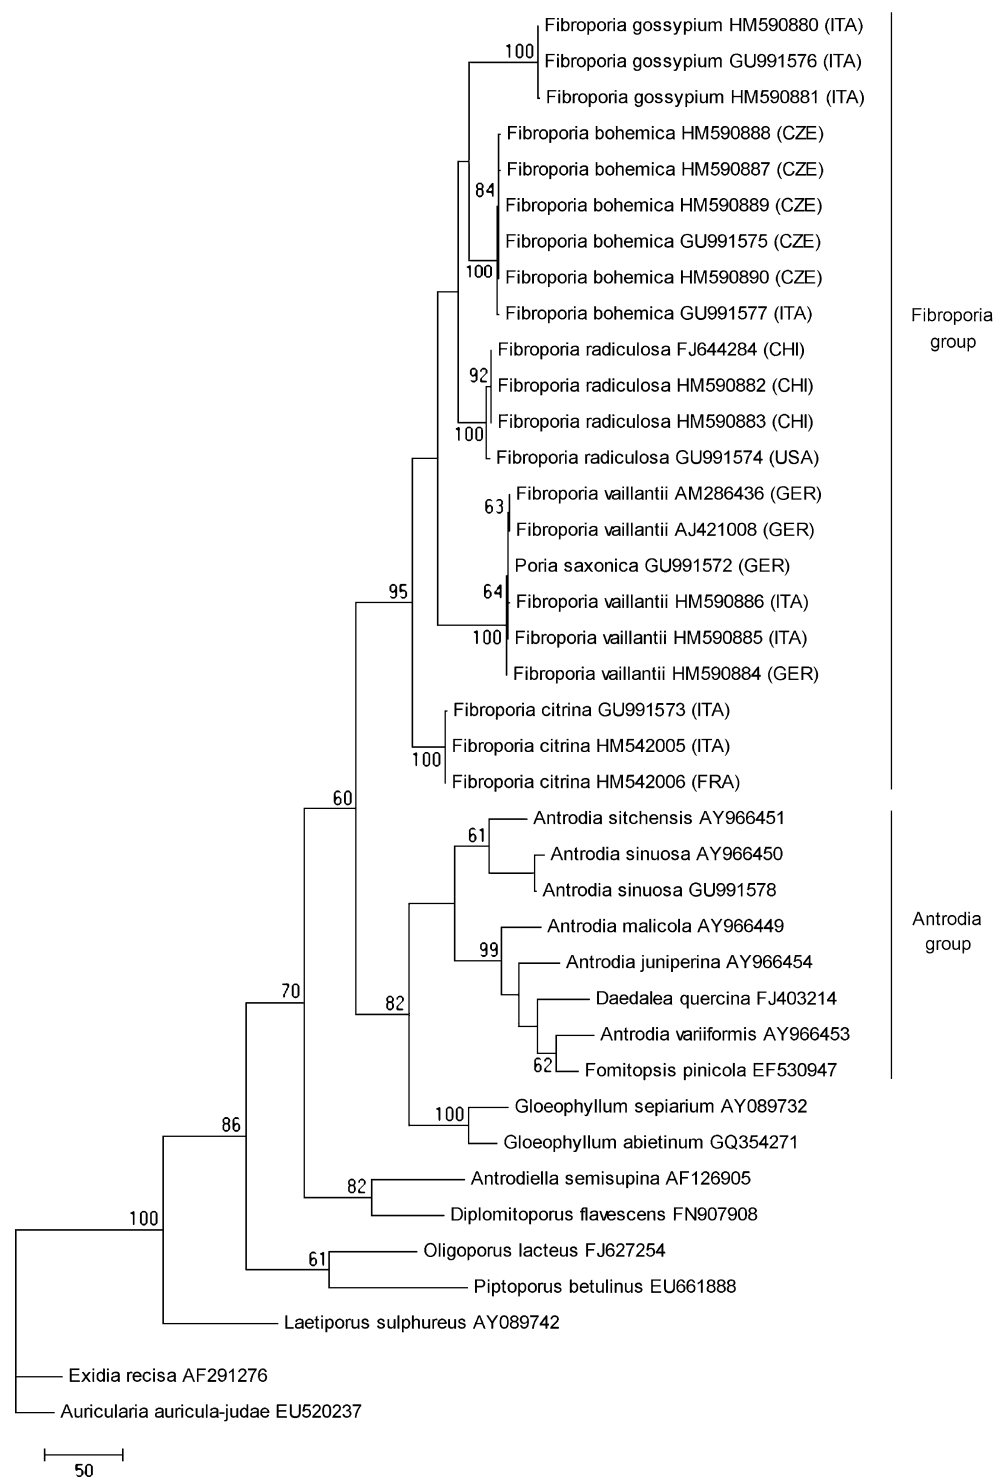 Fibroporia gossypium HM590880 (ITA)
100
Fibroporia gossypium GU991576 (ITA)
Fibroporia gossypium HM590881 (ITA)
Fibroporia bohemica HM590888 (CZE)
Fibroporia bohemica HM590887 (CZE)
84
Fibroporia bohemica HM590889 (CZE)
Fibroporia bohemica GU991575 (CZE)
100
Fibroporia bohemica HM590890 (CZE)
Fibroporia bohemica GU991577 (ITA)
Fibroporia
group
Fibroporia radiculosa FJ644284 (CHI)
92
Fibroporia radiculosa HM590882 (CHI)
Fibroporia radiculosa HM590883 (CHI)
100
Fibroporia radiculosa GU991574 (USA)
Fibroporia vaillantii AM286436 (GER)
63
Fibroporia vaillantii AJ421008 (GER)
Poria saxonica GU991572 (GER)
64
Fibroporia vaillantii HM590886 (ITA)
95
100
Fibroporia vaillantii HM590885 (ITA)
Fibroporia vaillantii HM590884 (GER)
Fibroporia citrina GU991573 (ITA)
Fibroporia citrina HM542005 (ITA)
100
Fibroporia citrina HM542006 (FRA)
60
Antrodia sitchensis AY966451
61
Antrodia sinuosa AY966450
Antrodia sinuosa GU991578
Antrodia malicola AY966449
Antrodia
group
99
Antrodia juniperina AY966454
70
82
Daedalea quercina FJ403214
Antrodia variiformis AY966453
62
Fomitopsis pinicola EF530947
Gloeophyllum sepiarium AY089732
100
86
Gloeophyllum abietinum GQ354271
Antrodiella semisupina AF126905
82
Diplomitoporus flavescens FN907908
100
Oligoporus lacteus FJ627254
61
Piptoporus betulinus EU661888
Laetiporus sulphureus AY089742
Exidia recisa AF291276
Auricularia auricula-judae EU520237
50